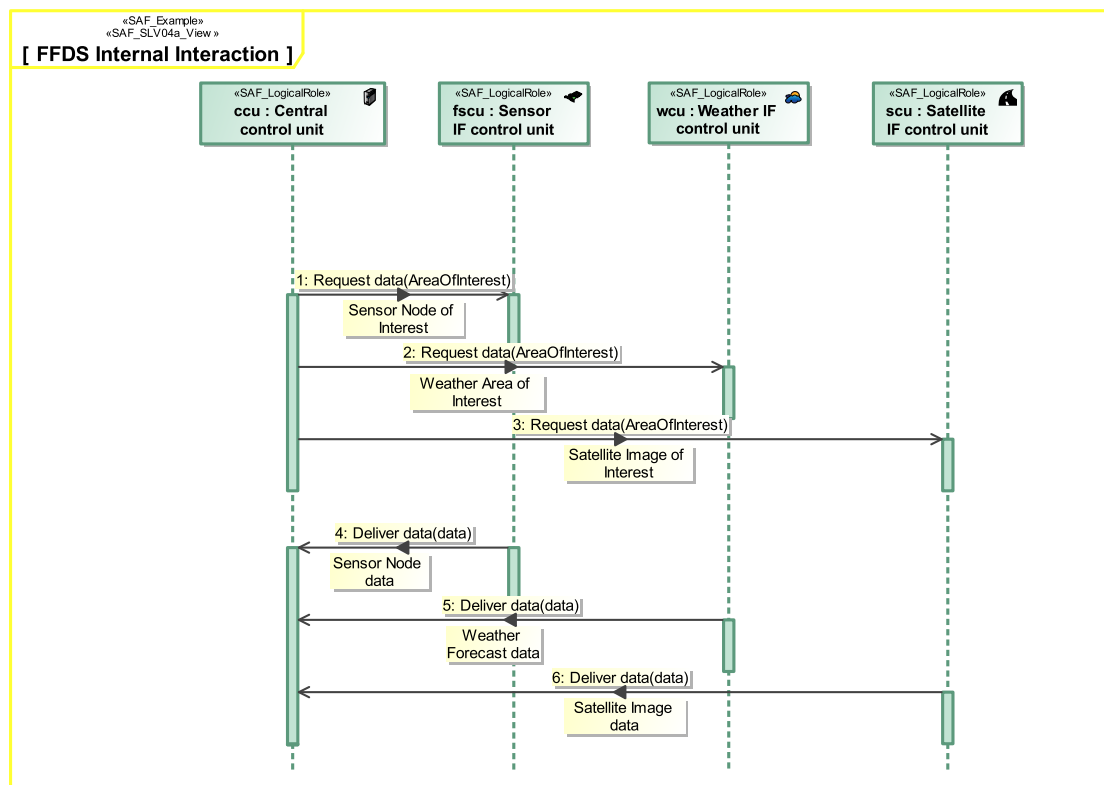 «SAF_Example»
«SAF_SLV04a_View »
[ FFDS Internal Interaction ]
«SAF_LogicalRole»
ccu : Central
control unit
«SAF_LogicalRole»
fscu : Sensor
IF control unit
«SAF_LogicalRole»
wcu : Weather IF
control unit
«SAF_LogicalRole»
scu : Satellite
IF control unit
1: Request data(AreaOfInterest)
Sensor Node of
Interest
2: Request data(AreaOfInterest)
Weather Area of
Interest
3: Request data(AreaOfInterest)
Satellite Image of
Interest
4: Deliver data(data)
Sensor Node
data
5: Deliver data(data)
Weather
Forecast data
6: Deliver data(data)
Satellite Image
data